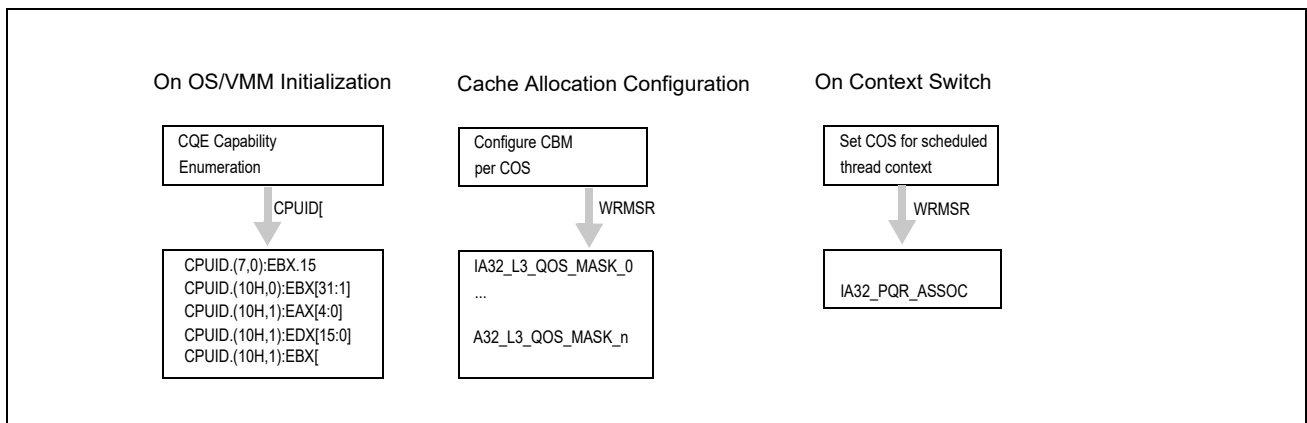 On OS/VMM Initialization
CQE Capability
Enumeration
CPUID[
CPUID.(7,0):EBX.15
CPUID.(10H,0):EBX[31:1]
CPUID.(10H,1):EAX[4:0]
CPUID.(10H,1):EDX[15:0]
CPUID.(10H,1):EBX[
Cache Allocation Configuration
Configure CBM
per COS
WRMSR
IA32_L3_QOS_MASK_0
...
A32_L3_QOS_MASK_n
On Context Switch
Set COS for scheduled
thread context
WRMSR
IA32_PQR_ASSOC